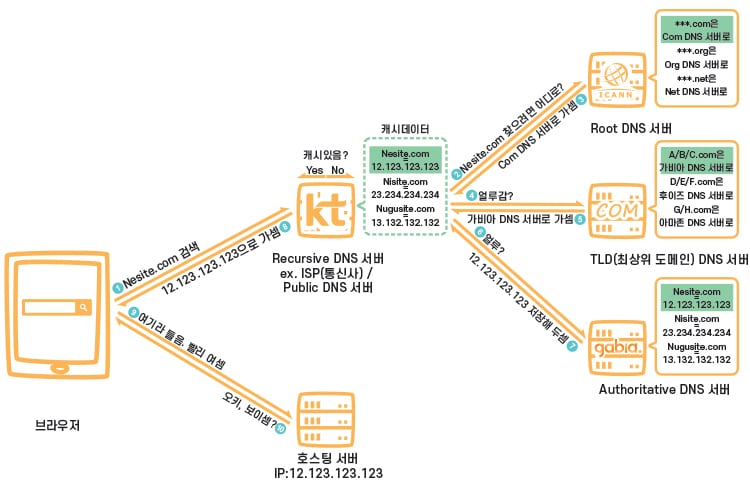 ***.com은
Com DNS 서버로
***.org은
Org DNS 서버로
***.net은
Net DNS 서버로
ICANN
Root DNS 서버
❷ Nesite.com 찾으려면 어디로?
Com DNS 서버로 가셈 ❸
캐시데이터
Nesite.com
=
12.123.123.123
Nisite.com
=
23.234.234.234
Nugusite.com
=
13.132.132.132
캐시있음?
Yes No
kt
Recursive DNS 서버
ex. ISP(통신사) /
Public DNS 서버
❹ 얼루감?
가비아 DNS 서버로 가셈 ❺
COM
A/B/C.com은
가비아 DNS 서버로
D/E/F.com은
후이즈 DNS 서버로
G/H.com은
아마존 DNS 서버로
TLD(최상위 도메인) DNS 서버
❻ 얼루?
12.123.123.123 저장해 두셈 ❼
gabia.
Nesite.com
=
12.123.123.123
Nisite.com
=
23.234.234.234
Nugusite.com
=
13.132.132.132
Authoritative DNS 서버
❶ Nesite.com 검색
12.123.123.123으로 가셈 ❽
브라우저
❾ 여기라 들음. 빨리 여셈
오키, 보이셈? ❿
호스팅 서버
IP:12.123.123.123